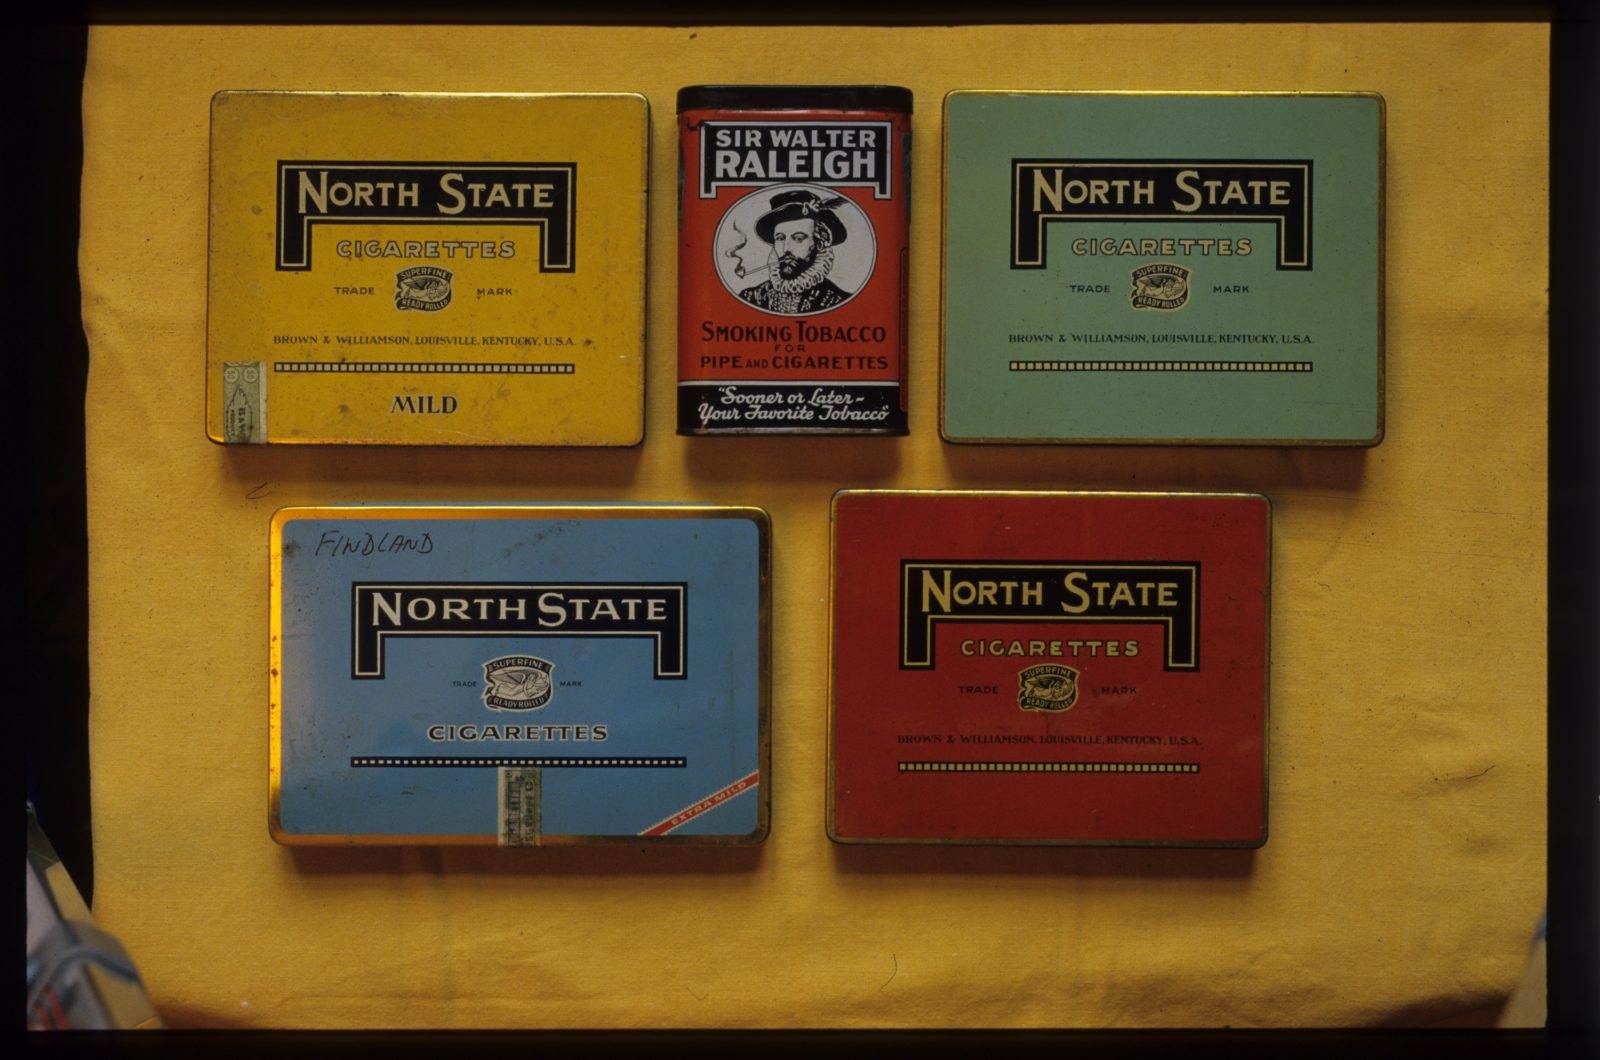 NORTH STATE
CIGARETTES
SUPERFINE
TRADE MARK
READY ROLLED
BROWN & WILLIAMSON, LOUISVILLE, KENTUCKY, U.S.A.
MILD
B&W
SIR WALTER
RALEIGH
SMOKING TOBACCO
FOR
PIPE AND CIGARETTES
"Sooner or Later-
Your Favorite Tobacco"
NORTH STATE
CIGARETTES
SUPERFINE
TRADE MARK
READY ROLLED
BROWN & WILLIAMSON, LOUISVILLE, KENTUCKY, U.S.A.
FINDLAND
NORTH STATE
SUPERFINE
TRADE MARK
READY ROLLED
CIGARETTES
EXTRA MILD
NORTH STATE
CIGARETTES
SUPERFINE
TRADE MARK
READY ROLLED
BROWN & WILLIAMSON, LOUISVILLE, KENTUCKY, U.S.A.